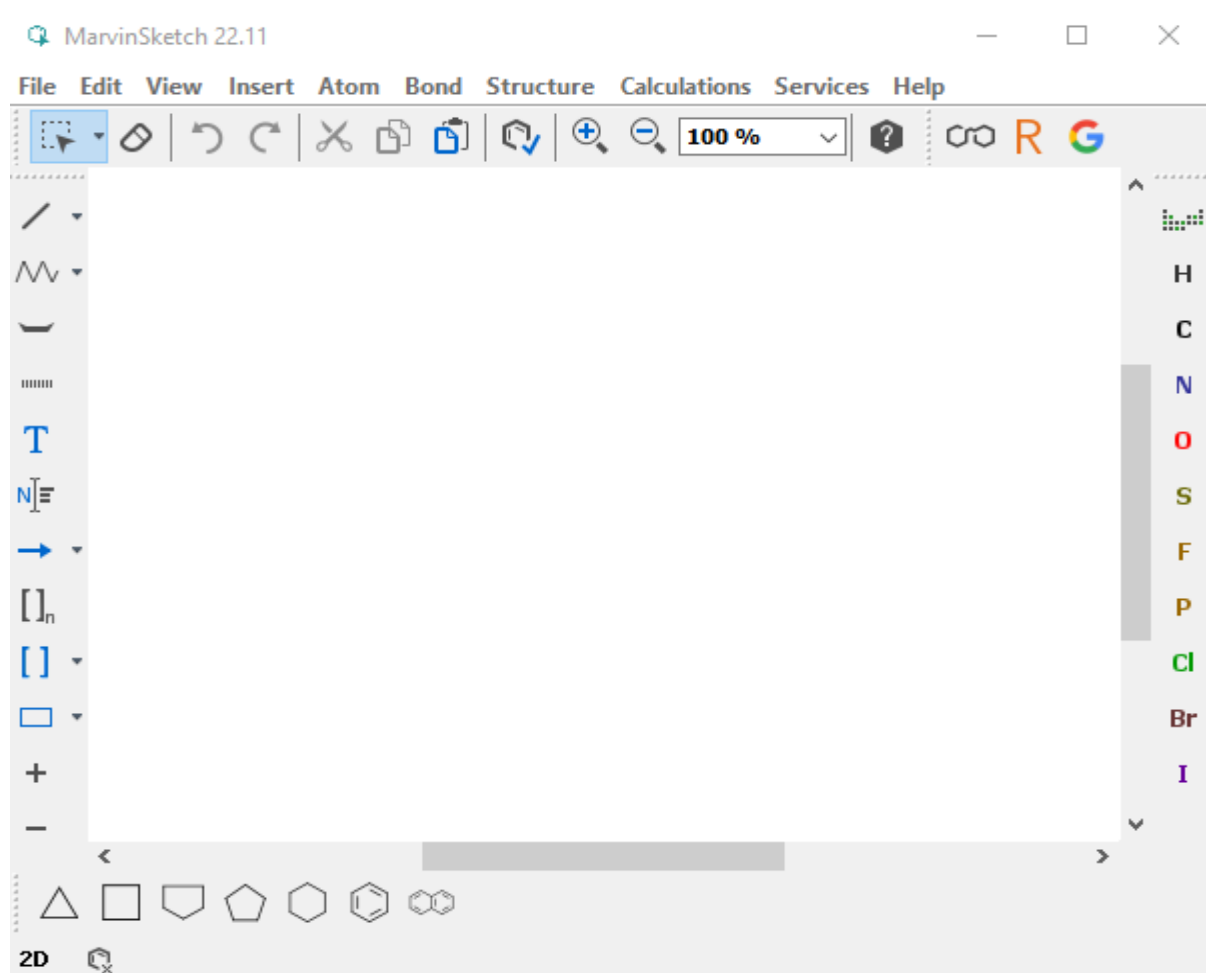 MarvinSketch 22.11
File Edit View Insert Atom Bond Structure Calculations Services Help
100 % ? R G
H
C
N
T
O
N
S
F
[ ]n
P
[ ]
Cl
Br
+
I
−
2D